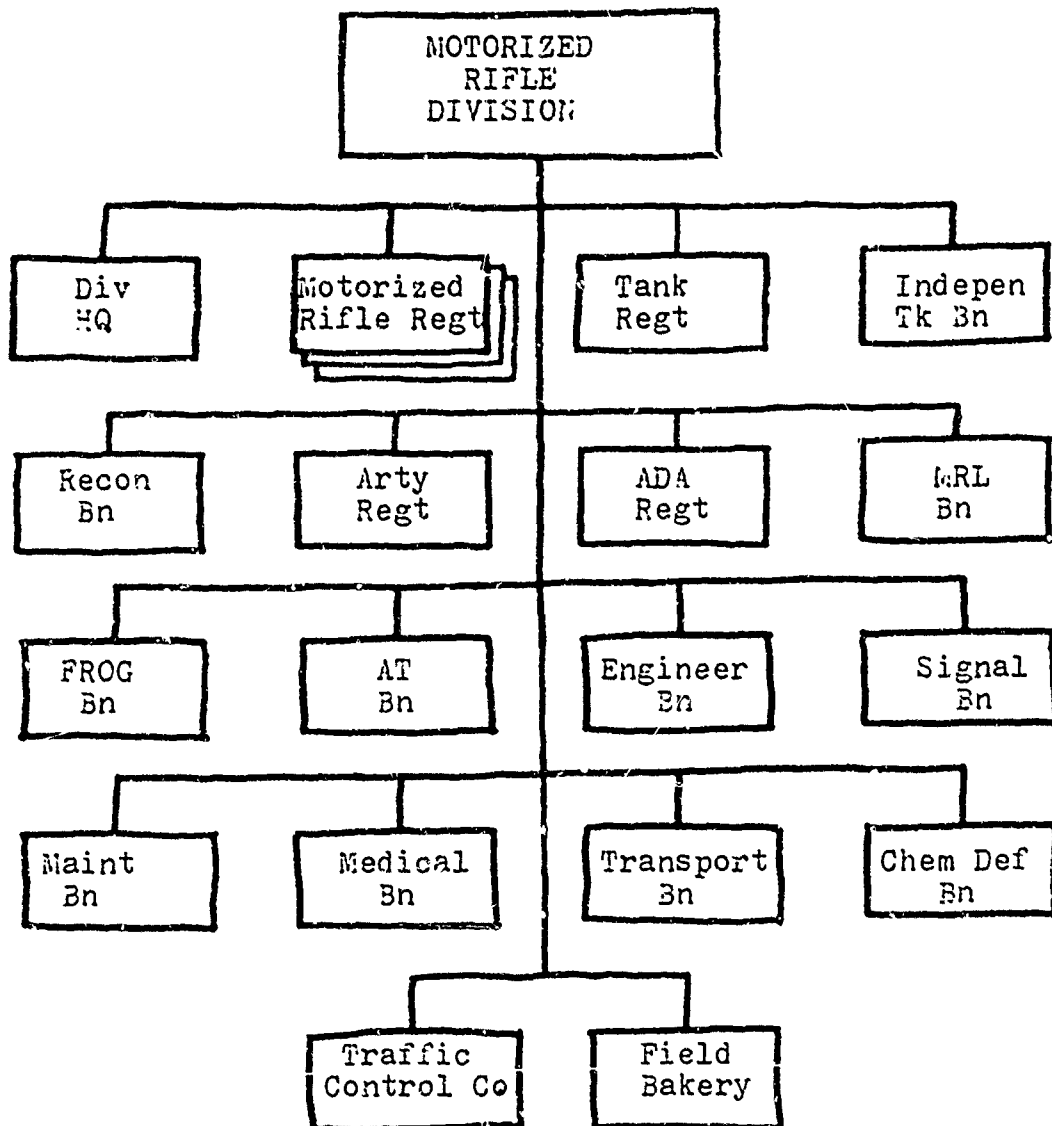 MOTORIZED
RIFLE
DIVISION
Div
HQ
Motorized
Rifle Regt
Tank
Regt
Indepen
Tk Bn
Recon
Bn
Arty
Regt
ADA
Regt
MRL
Bn
FROG
Bn
AT
Bn
Engineer
Bn
Signal
Bn
Maint
Bn
Medical
Bn
Transport
Bn
Chem Def
Bn
Traffic
Control Co
Field
Bakery